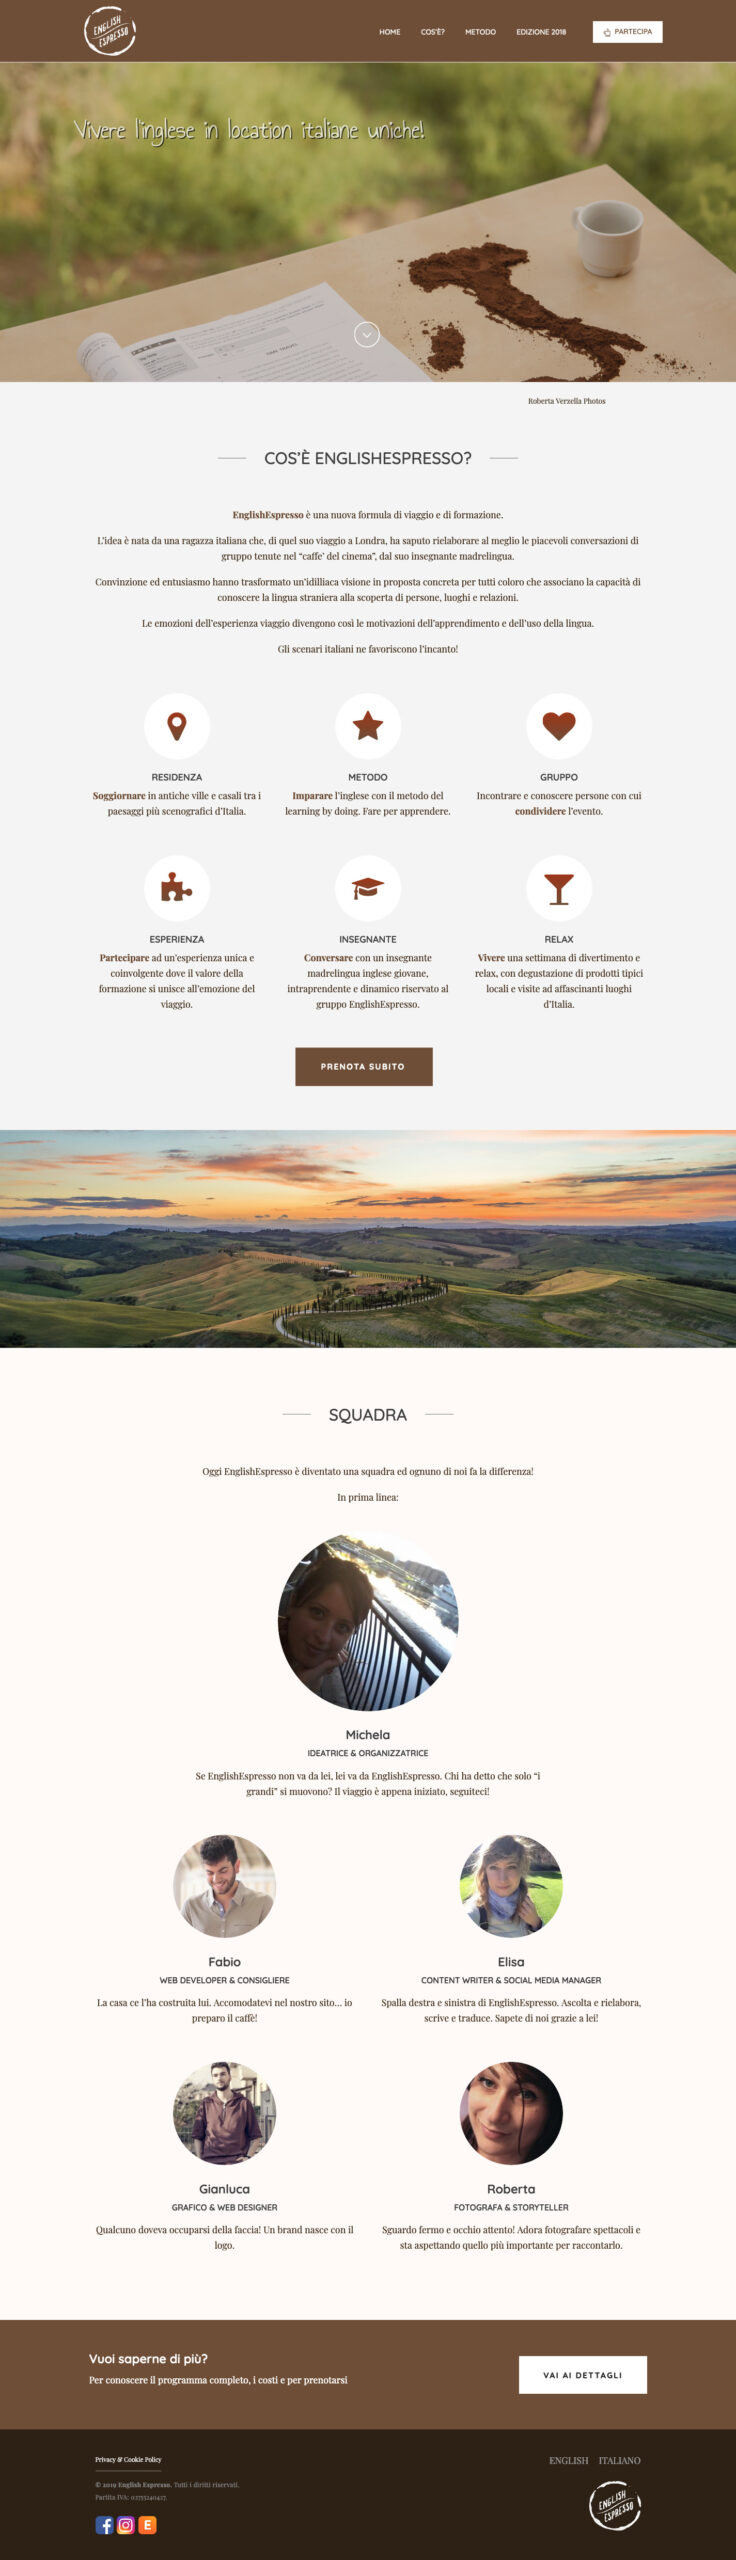 ENGLISH
ESPRESSO
HOME COS'È? METODO EDIZIONE 2018 PARTECIPA
Vivere l'inglese in location italiane uniche!
Roberta Verzella Photos
COS'È ENGLISHESPRESSO?
EnglishEspresso è una nuova formula di viaggio e di formazione.
L'idea è nata da una ragazza italiana che, di quel suo viaggio a Londra, ha saputo rielaborare al meglio le piacevoli conversazioni di
gruppo tenute nel “caffe' del cinema”, dal suo insegnante madrelingua.
Convinzione ed entusiasmo hanno trasformato un'idilliaca visione in proposta concreta per tutti coloro che associano la capacità di
conoscere la lingua straniera alla scoperta di persone, luoghi e relazioni.
Le emozioni dell'esperienza viaggio divengono così le motivazioni dell'apprendimento e dell'uso della lingua.
Gli scenari italiani ne favoriscono l'incanto!
RESIDENZA
Soggiornare in antiche ville e casali tra i
paesaggi più scenografici d'Italia.
METODO
Imparare l'inglese con il metodo del
learning by doing. Fare per apprendere.
GRUPPO
Incontrare e conoscere persone con cui
condividere l'evento.
ESPERIENZA
Partecipare ad un'esperienza unica e
coinvolgente dove il valore della
formazione si unisce all'emozione del
viaggio.
INSEGNANTE
Conversare con un insegnante
madrelingua inglese giovane,
intraprendente e dinamico riservato al
gruppo EnglishEspresso.
RELAX
Vivere una settimana di divertimento e
relax, con degustazione di prodotti tipici
locali e visite ad affascinanti luoghi
d'Italia.
PRENOTA SUBITO
SQUADRA
Oggi EnglishEspresso è diventato una squadra ed ognuno di noi fa la differenza!
In prima linea:
Michela
IDEATRICE & ORGANIZZATRICE
Se EnglishEspresso non va da lei, lei va da EnglishEspresso. Chi ha detto che solo “i
grandi” si muovono? Il viaggio è appena iniziato, seguiteci!
Fabio
WEB DEVELOPER & CONSIGLIERE
La casa ce l'ha costruita lui. Accomodatevi nel nostro sito… io
preparo il caffè!
Elisa
CONTENT WRITER & SOCIAL MEDIA MANAGER
Spalla destra e sinistra di EnglishEspresso. Ascolta e rielabora,
scrive e traduce. Sapete di noi grazie a lei!
Gianluca
GRAFICO & WEB DESIGNER
Qualcuno doveva occuparsi della faccia! Un brand nasce con il
logo.
Roberta
FOTOGRAFA & STORYTELLER
Sguardo fermo e occhio attento! Adora fotografare spettacoli e
sta aspettando quello più importante per raccontarlo.
Vuoi saperne di più?
Per conoscere il programma completo, i costi e per prenotarsi
VAI AI DETTAGLI
Privacy & Cookie Policy
© 2019 English Espresso. Tutti i diritti riservati.
Partita IVA: 02755240427.
ENGLISH ITALIANO
ENGLISH
ESPRESSO